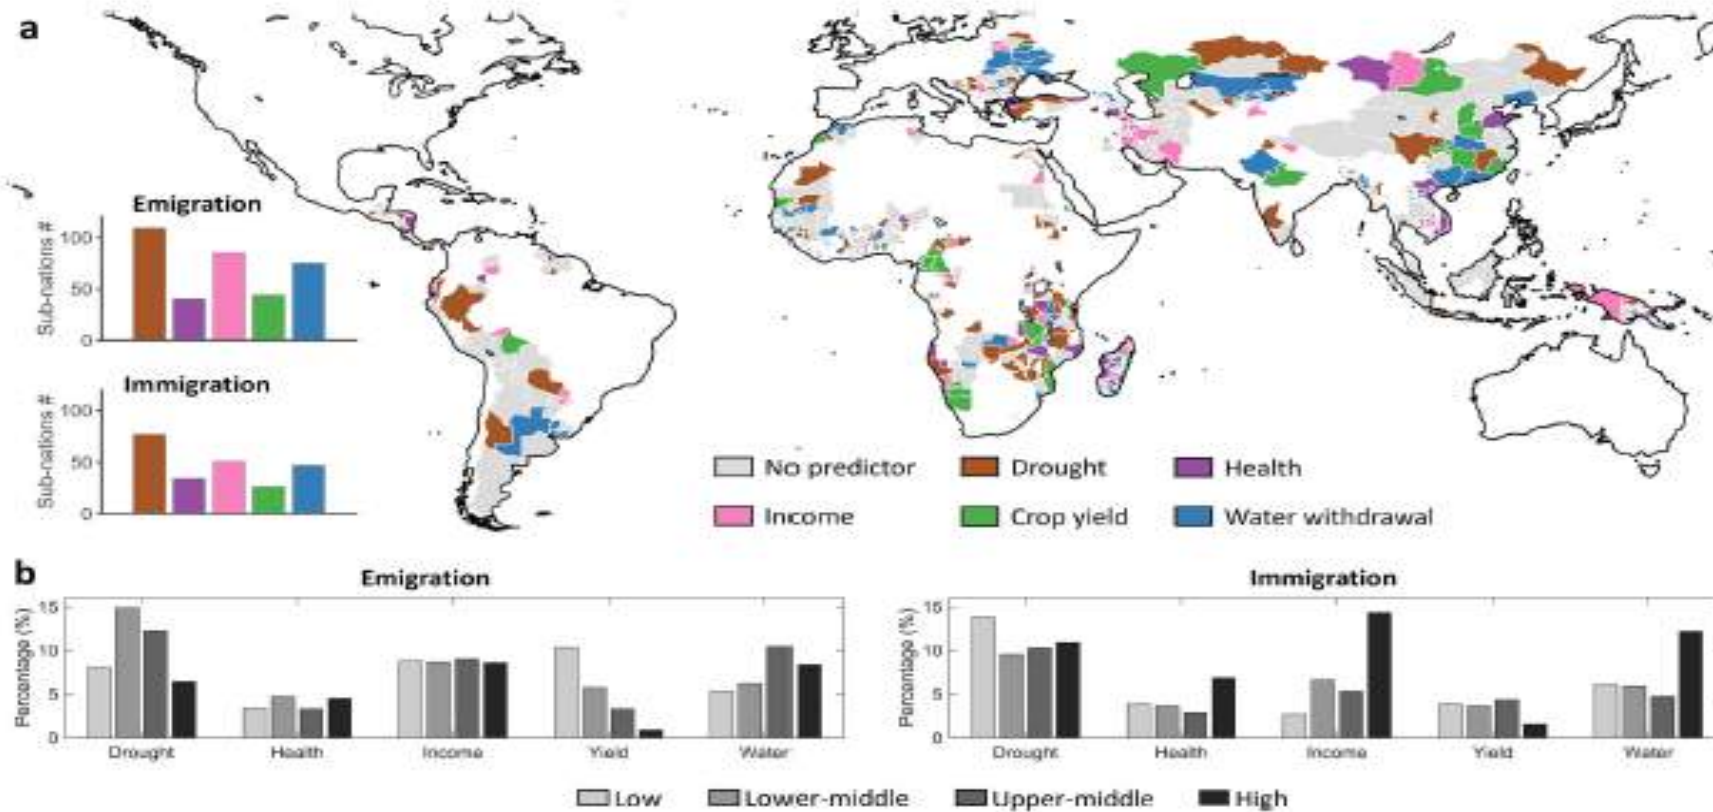 a
Emigration
Sub-nations #
100
50
0
Immigration
Sub-nations #
100
50
0
No predictor
Drought
Health
Income
Crop yield
Water withdrawal
b
Emigration
Percentage (%)
15
10
5
0
Drought Health Income Yield Water
Immigration
Percentage (%)
15
10
5
0
Drought Health Income Yield Water
Low Lower-middle Upper-middle High